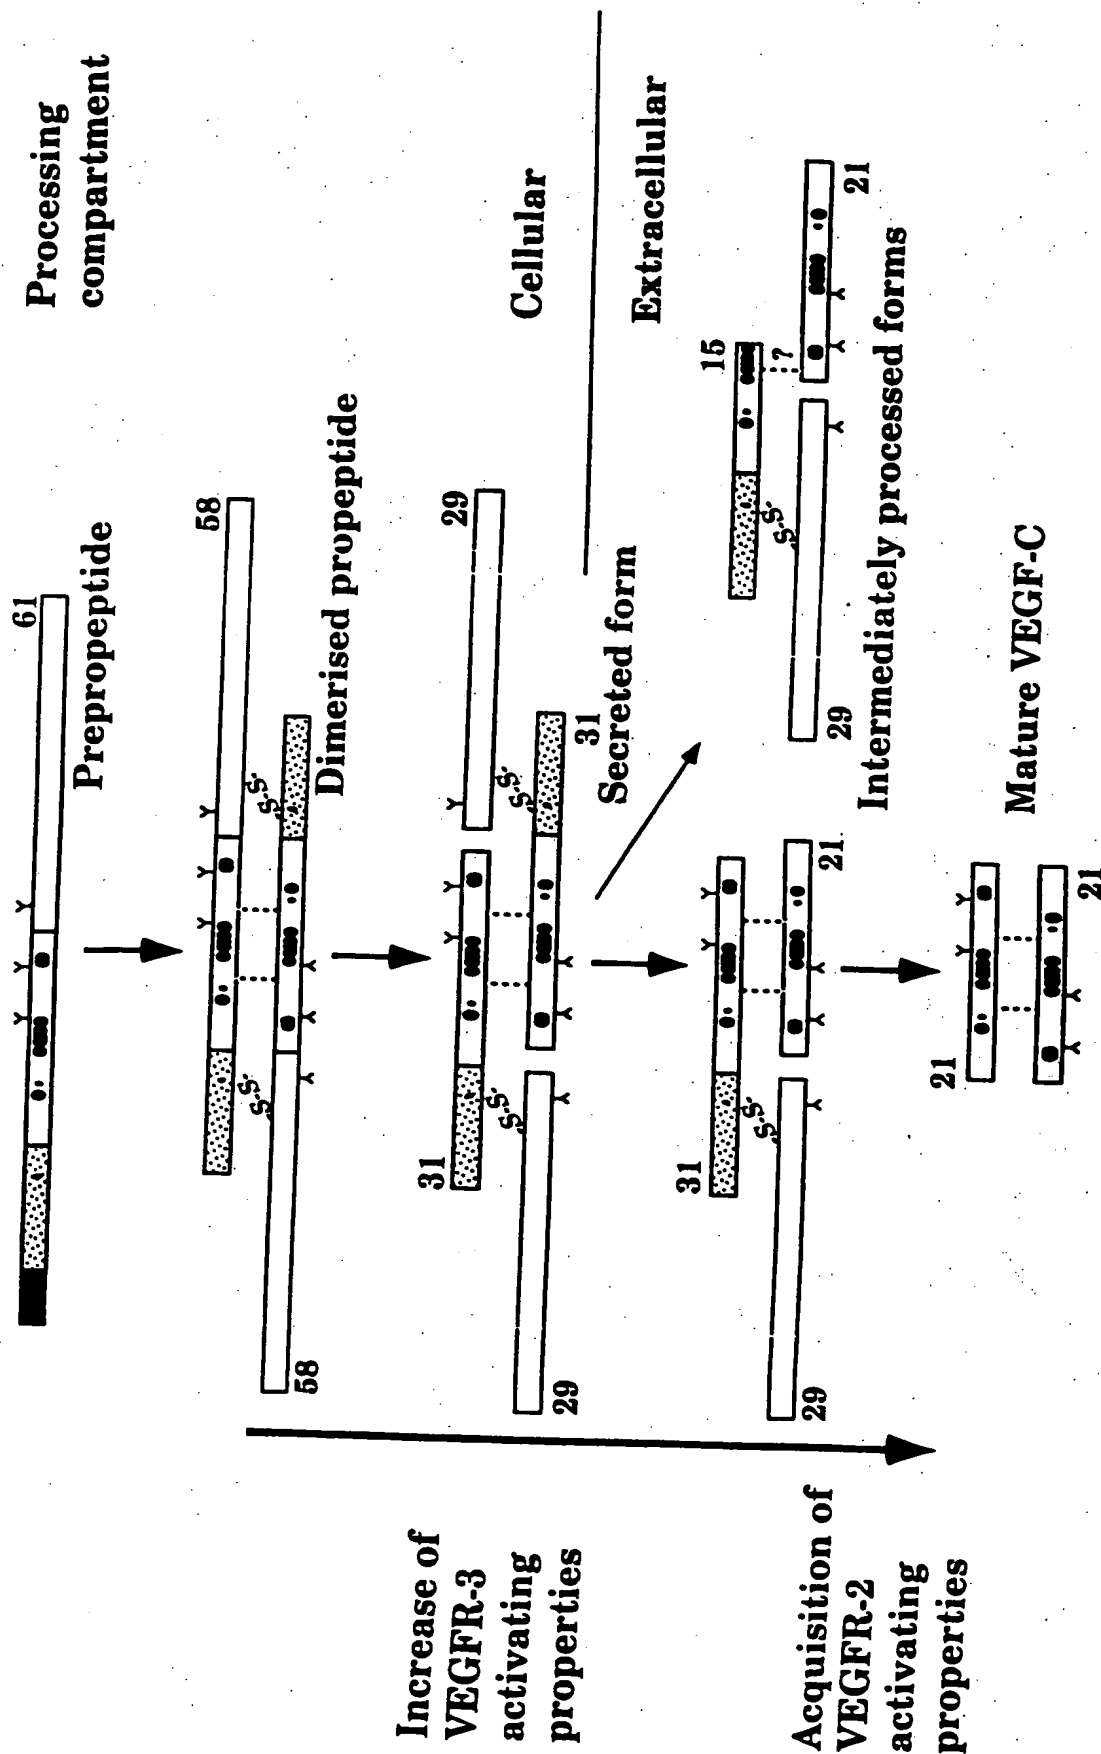 Processing
compartment
61
Prepropeptide
58
58
Dimerised propeptide
S-S
S-S
Increase of
VEGFR-3
activating
properties
31
29
29
31
S-S
S-S
Secreted form
Cellular
Extracellular
Acquisition of
VEGFR-2
activating
properties
31
29
21
S-S
15
?
S-S
29
21
Intermediately processed forms
21
21
Mature VEGF-C